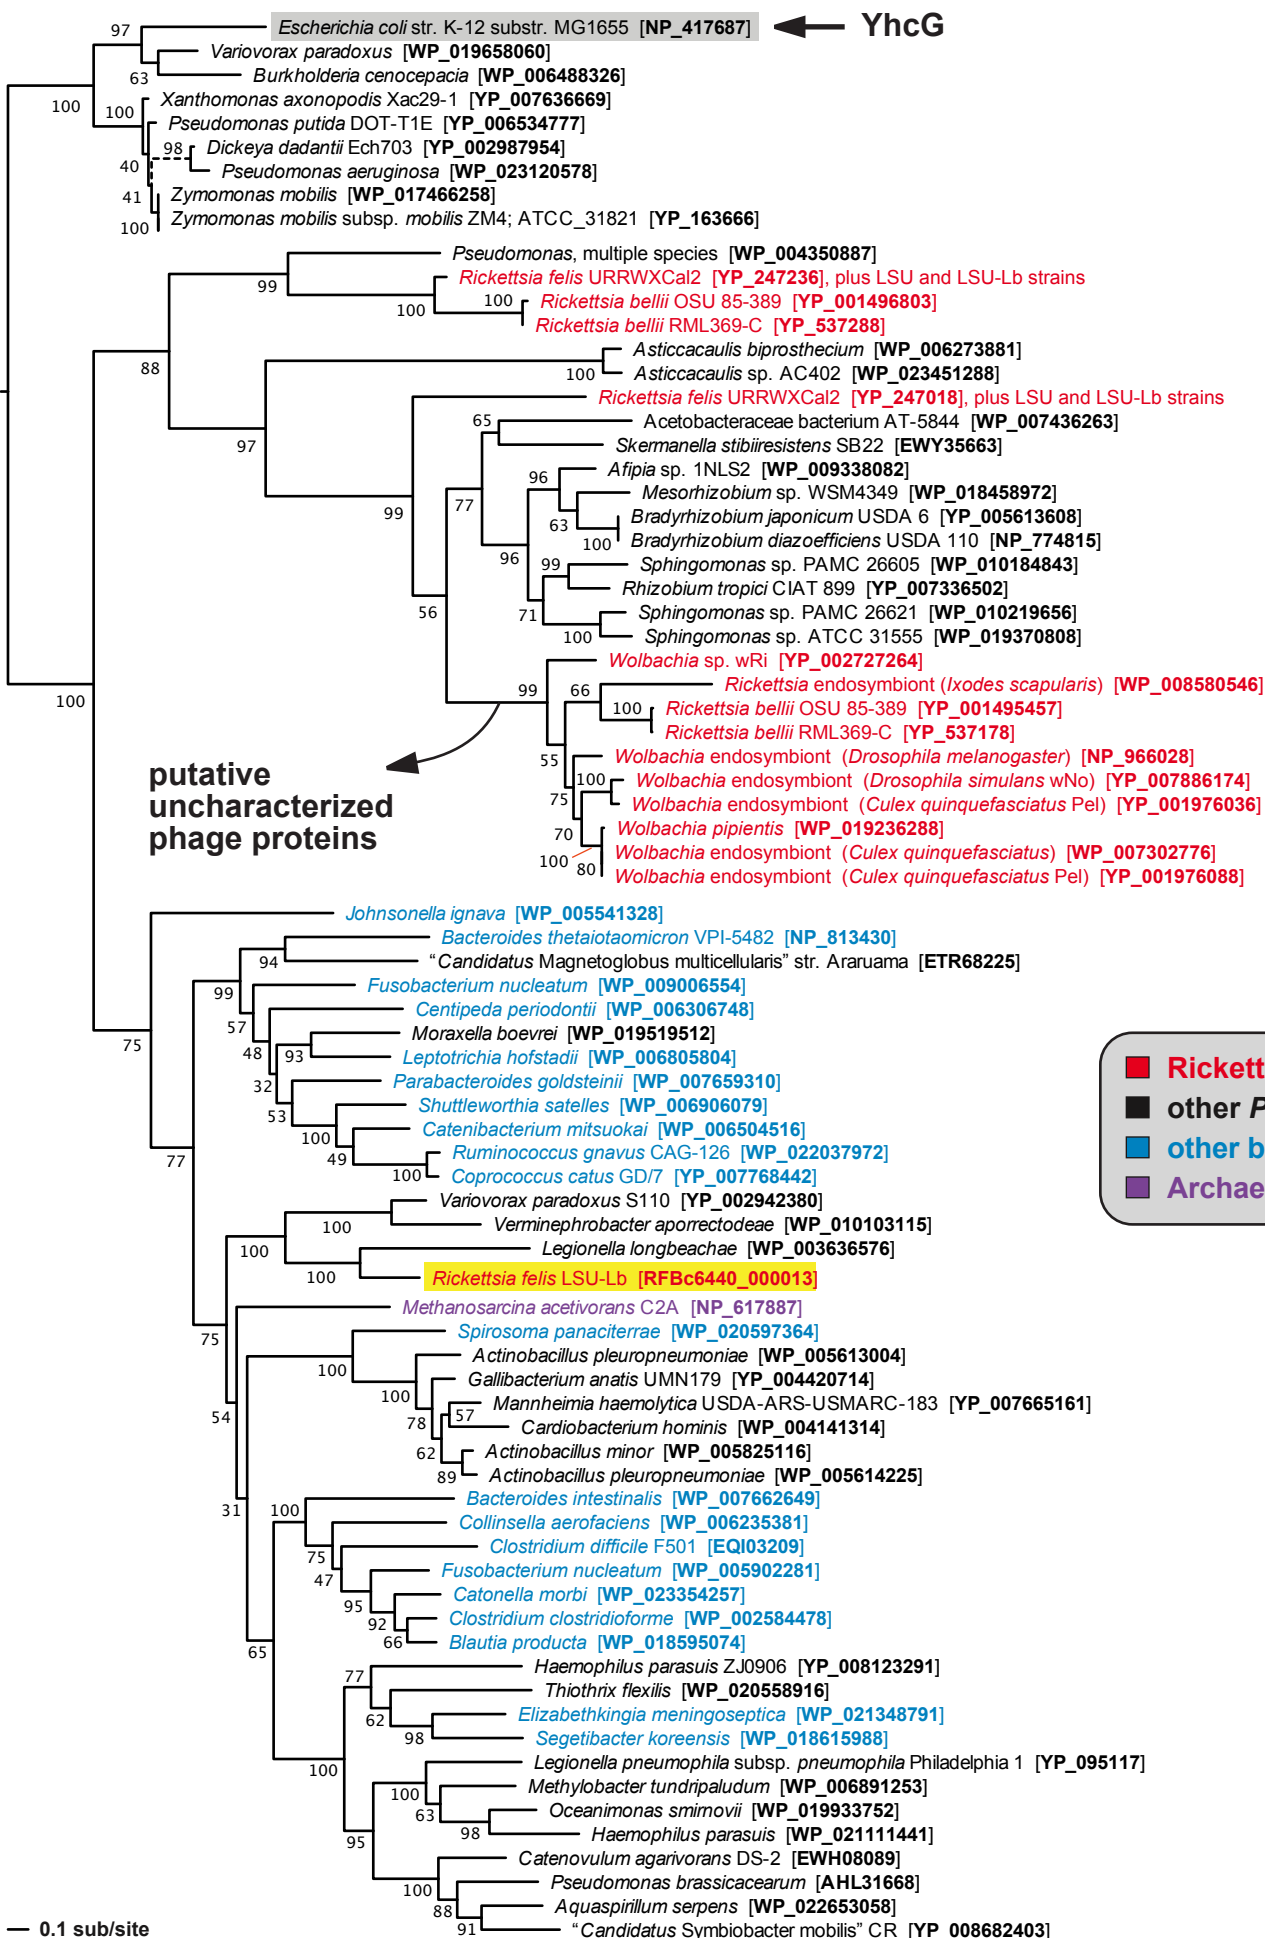 97
Escherichia coli str. K-12 substr. MG1655 [NP_417687]
YhcG
Variovorax paradoxus [WP_019658060]
63
Burkholderia cenocepacia [WP_006488326]
100
100
Xanthomonas axonopodis Xac29-1 [YP_007636669]
Pseudomonas putida DOT-T1E [YP_006534777]
98
Dickeya dadantii Ech703 [YP_002987954]
40
Pseudomonas aeruginosa [WP_023120578]
41
Zymomonas mobilis [WP_017466258]
100
Zymomonas mobilis subsp. mobilis ZM4; ATCC_31821 [YP_163666]
Pseudomonas, multiple species [WP_004350887]
99
Rickettsia felis URRWXCal2 [YP_247236], plus LSU and LSU-Lb strains
100
100
Rickettsia bellii OSU 85-389 [YP_001496803]
Rickettsia bellii RML369-C [YP_537288]
88
Asticcacaulis biprosthecium [WP_006273881]
100
Asticcacaulis sp. AC402 [WP_023451288]
97
Rickettsia felis URRWXCal2 [YP_247018], plus LSU and LSU-Lb strains
65
Acetobacteraceae bacterium AT-5844 [WP_007436263]
Skermanella stibiiresistens SB22 [EWY35663]
96
Afipia sp. 1NLS2 [WP_009338082]
99
77
Mesorhizobium sp. WSM4349 [WP_018458972]
63
Bradyrhizobium japonicum USDA 6 [YP_005613608]
100
Bradyrhizobium diazoefficiens USDA 110 [NP_774815]
96
99
Sphingomonas sp. PAMC 26605 [WP_010184843]
Rhizobium tropici CIAT 899 [YP_007336502]
56
71
Sphingomonas sp. PAMC 26621 [WP_010219656]
100
Sphingomonas sp. ATCC 31555 [WP_019370808]
Wolbachia sp. wRi [YP_002727264]
100
99
66
Rickettsia endosymbiont (Ixodes scapularis) [WP_008580546]
100
Rickettsia bellii OSU 85-389 [YP_001495457]
Rickettsia bellii RML369-C [YP_537178]
55
Wolbachia endosymbiont (Drosophila melanogaster) [NP_966028]
putative
uncharacterized
phage proteins
100
Wolbachia endosymbiont (Drosophila simulans wNo) [YP_007886174]
75
Wolbachia endosymbiont (Culex quinquefasciatus Pel) [YP_001976036]
70
Wolbachia pipientis [WP_019236288]
100
Wolbachia endosymbiont (Culex quinquefasciatus) [WP_007302776]
80
Wolbachia endosymbiont (Culex quinquefasciatus Pel) [YP_001976088]
Johnsonella ignava [WP_005541328]
Bacteroides thetaiotaomicron VPI-5482 [NP_813430]
94
“Candidatus Magnetoglobus multicellularis” str. Araruama [ETR68225]
99
Fusobacterium nucleatum [WP_009006554]
57
Centipeda periodontii [WP_006306748]
75
48
93
Moraxella boevrei [WP_019519512]
Leptotrichia hofstadii [WP_006805804]
32
Parabacteroides goldsteinii [WP_007659310]
53
Shuttleworthia satelles [WP_006906079]
100
Catenibacterium mitsuokai [WP_006504516]
77
49
Ruminococcus gnavus CAG-126 [WP_022037972]
100
Coprococcus catus GD/7 [YP_007768442]
Rickett
other P
other b
Archae
Variovorax paradoxus S110 [YP_002942380]
100
Verminephrobacter aporrectodeae [WP_010103115]
100
Legionella longbeachae [WP_003636576]
100
Rickettsia felis LSU-Lb [RFBc6440_000013]
Methanosarcina acetivorans C2A [NP_617887]
75
Spirosoma panaciterrae [WP_020597364]
100
Actinobacillus pleuropneumoniae [WP_005613004]
100
Gallibacterium anatis UMN179 [YP_004420714]
54
78
57
Mannheimia haemolytica USDA-ARS-USMARC-183 [YP_007665161]
Cardiobacterium hominis [WP_004141314]
62
Actinobacillus minor [WP_005825116]
89
Actinobacillus pleuropneumoniae [WP_005614225]
31
100
Bacteroides intestinalis [WP_007662649]
Collinsella aerofaciens [WP_006235381]
75
Clostridium difficile F501 [EQI03209]
47
Fusobacterium nucleatum [WP_005902281]
95
Catonella morbi [WP_023354257]
92
Clostridium clostridioforme [WP_002584478]
66
Blautia producta [WP_018595074]
65
77
Haemophilus parasuis ZJ0906 [YP_008123291]
Thiothrix flexilis [WP_020558916]
62
Elizabethkingia meningoseptica [WP_021348791]
98
Segetibacter koreensis [WP_018615988]
100
Legionella pneumophila subsp. pneumophila Philadelphia 1 [YP_095117]
100
Methylobacter tundripaludum [WP_006891253]
63
Oceanimonas smirnovii [WP_019933752]
98
Haemophilus parasuis [WP_021111441]
95
Catenovulum agarivorans DS-2 [EWH08089]
100
Pseudomonas brassicacearum [AHL31668]
88
Aquaspirillum serpens [WP_022653058]
91
“Candidatus Symbiobacter mobilis” CR [YP_008682403]
0.1 sub/site